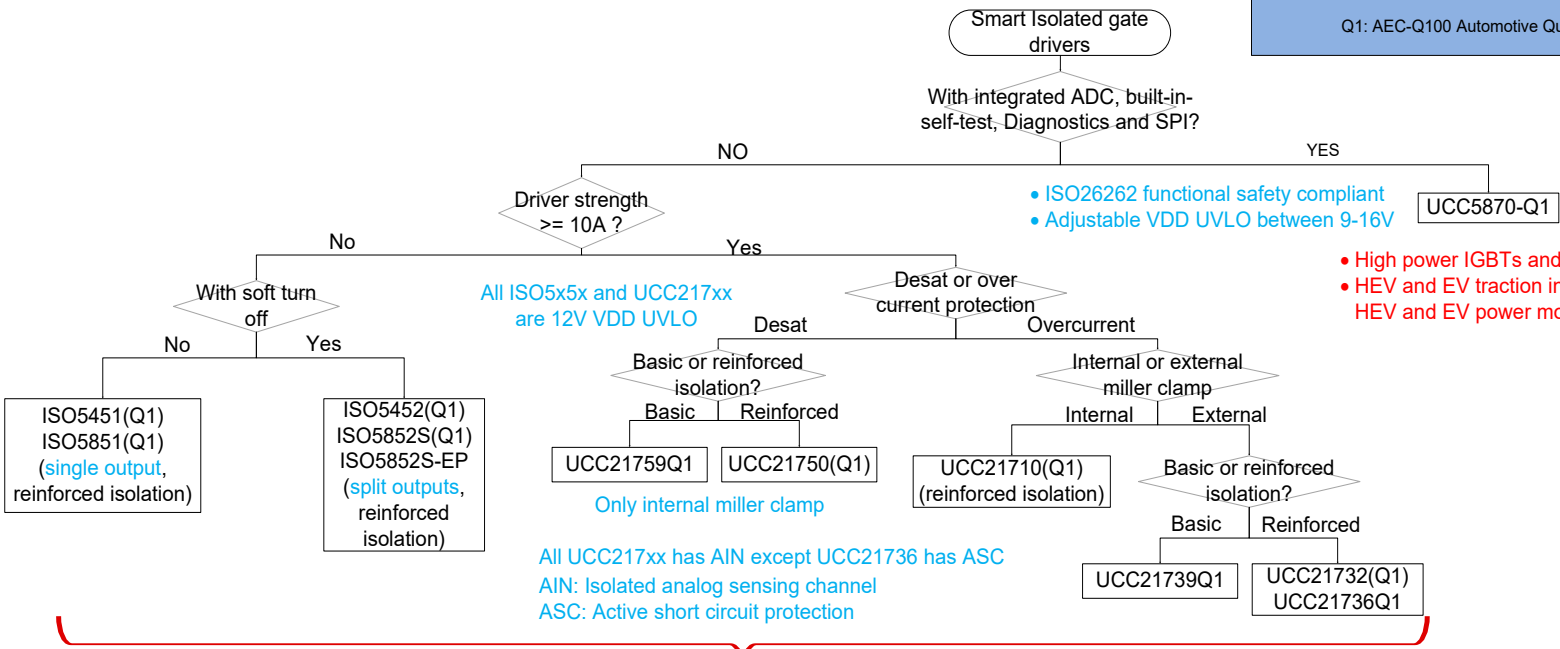 Smart Isolated gate
drivers
Q1: AEC-Q100 Automotive
With integrated ADC, built-in-
self-test, Diagnostics and SPI?
NO
YES
Driver strength
>= 10A ?
• ISO26262 functional safety compliant
• Adjustable VDD UVLO between 9-16V
UCC5870-Q1
No
Yes
• High power IGBTs and
• HEV and EV traction
HEV and EV power
With soft turn
off
All ISO5x5x and UCC217xx
are 12V VDD UVLO
Desat or over
current protection
No
Yes
Desat
Overcurrent
Basic or reinforced
isolation?
Internal or external
miller clamp
ISO5451(Q1)
ISO5851(Q1)
(single output,
reinforced isolation)
ISO5452(Q1)
ISO5852S(Q1)
ISO5852S-EP
(split outputs,
reinforced
isolation)
Basic
Reinforced
Internal
External
UCC21759Q1
UCC21750(Q1)
UCC21710(Q1)
(reinforced isolation)
Basic or reinforced
isolation?
Only internal miller clamp
Basic
Reinforced
All UCC217xx has AIN except UCC21736 has ASC
AIN: Isolated analog sensing channel
ASC: Active short circuit protection
UCC21739Q1
UCC21732(Q1)
UCC21736Q1